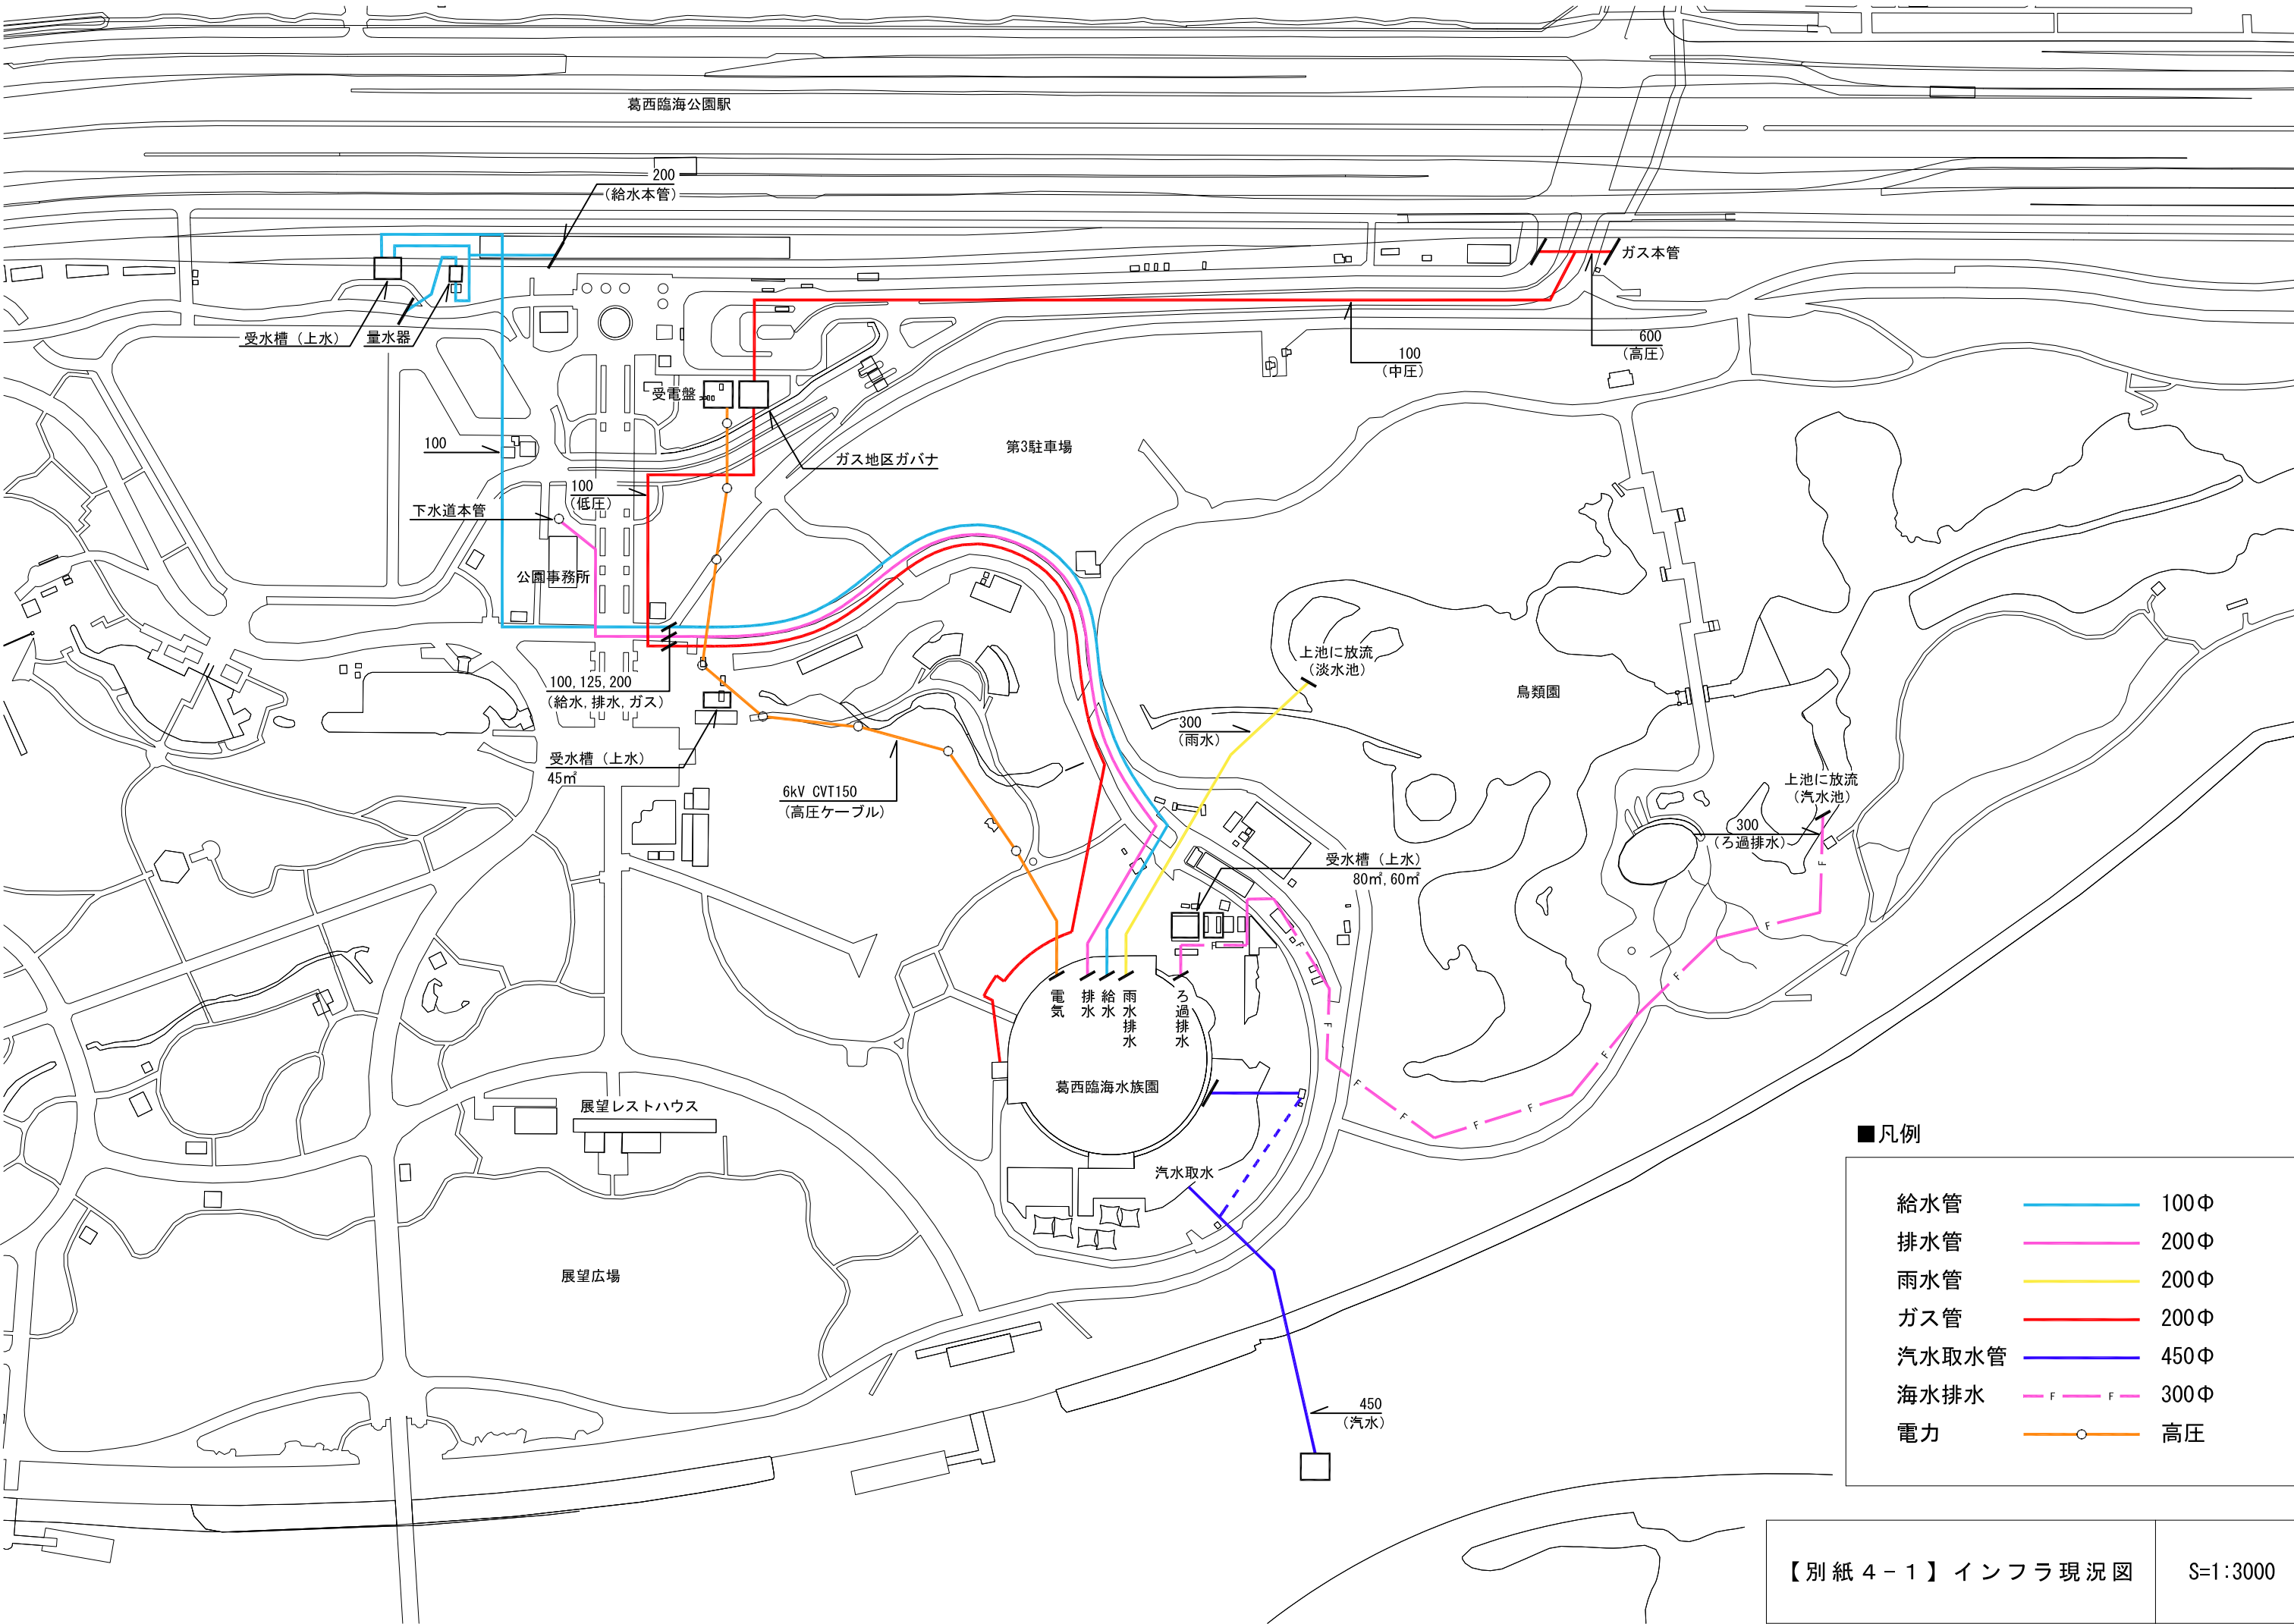 葛西臨海公園駅
200
(給水本管)
ガス本管
受水槽（上水）
量水器
600
(高圧)
100
(中圧)
受電盤
100
第3駐車場
ガス地区ガバナ
100
(低圧)
下水道本管
公園事務所
上池に放流
(淡水池)
100,125,200
(給水,排水,ガス)
鳥類園
300
(雨水)
受水槽（上水）
45㎥
上池に放流
(汽水池)
6kV CVT150
(高圧ケーブル)
300
(ろ過排水)
受水槽（上水）
80㎥,60㎥
F
F
F
F
F
F
F
F
F
F
F
電気
排水
給水
雨水排水
ろ過排水
葛西臨海水族園
展望レストハウス
汽水取水
展望広場
450
(汽水)
■凡例
給水管 100Φ
排水管 200Φ
雨水管 200Φ
ガス管 200Φ
汽水取水管 450Φ
海水排水 F F 300Φ
電力 高圧
【別紙４−１】インフラ現況図 S=1:3000